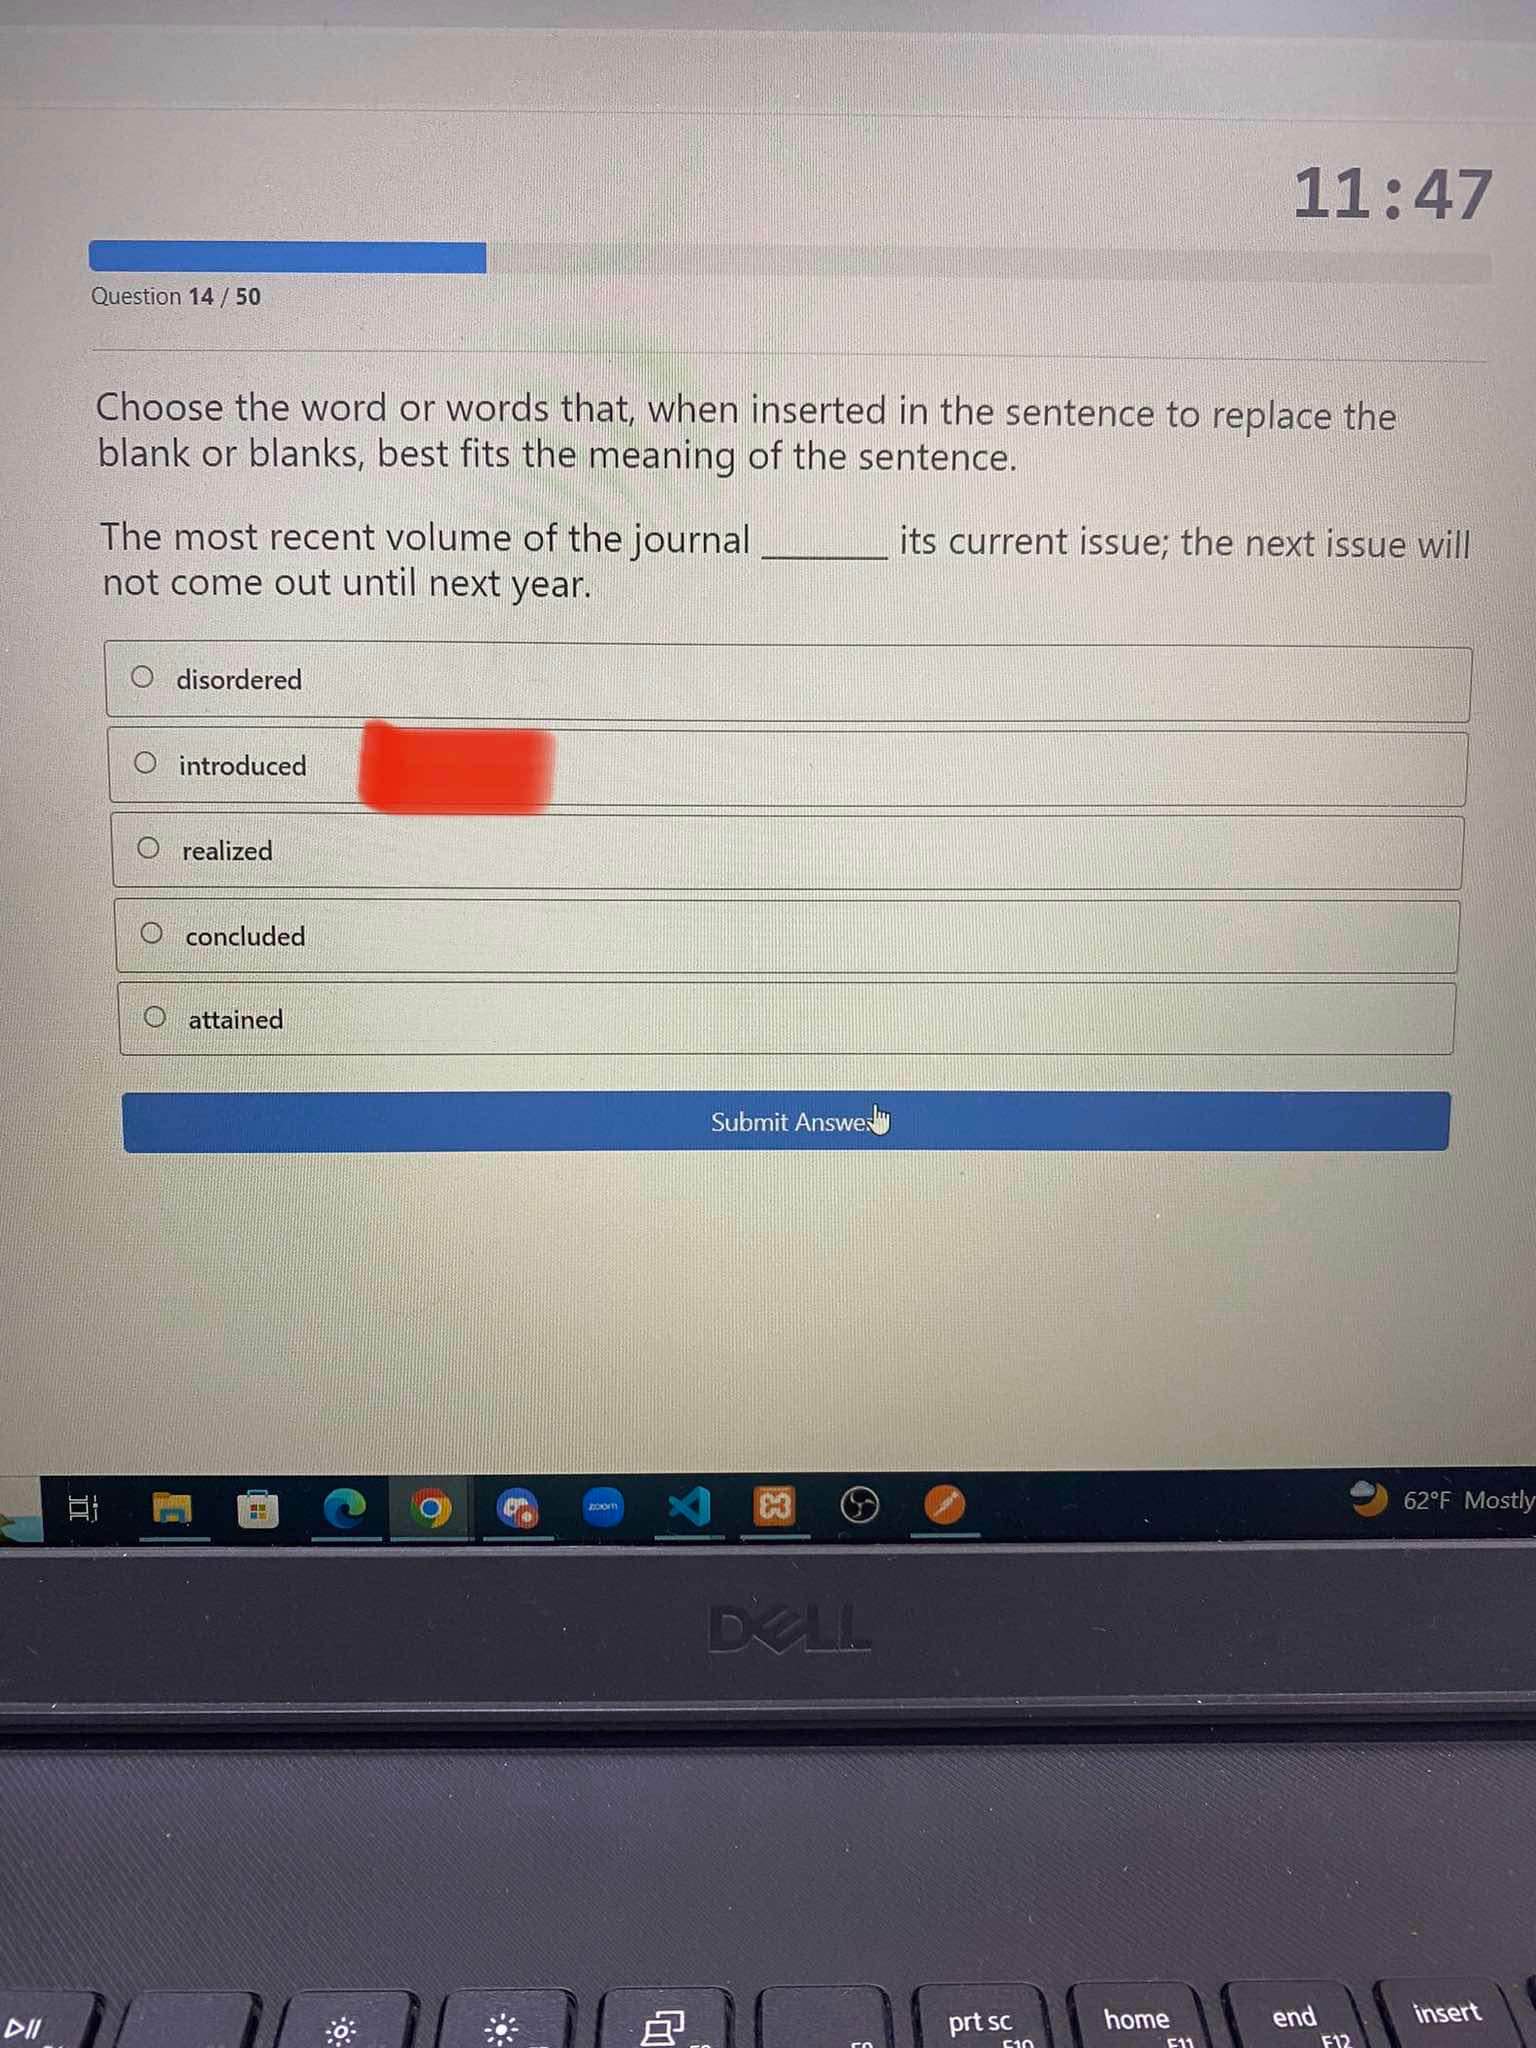 11:47
Question 14 / 50
Choose the word or words that, when inserted in the sentence to replace the
blank or blanks, best fits the meaning of the sentence.
The most recent volume of the journal _______ its current issue; the next issue will
not come out until next year.
disordered
introduced
realized
concluded
attained
Submit Answer
zoom
62°F Mostly
DELL
prt sc
F10
home
F11
end
F12
insert